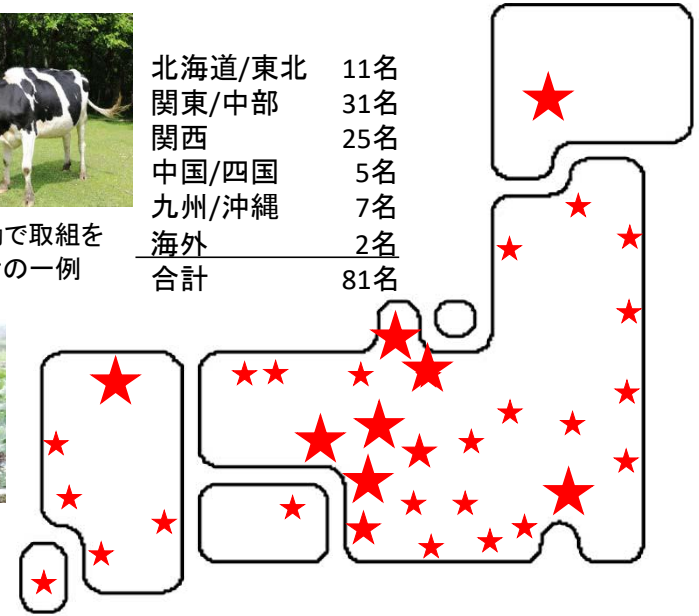 北海道/東北 11名
関東/中部 31名
関西 25名
中国/四国 5名
九州/沖縄 7名
海外 2名
合計 81名
で取組を
の一例